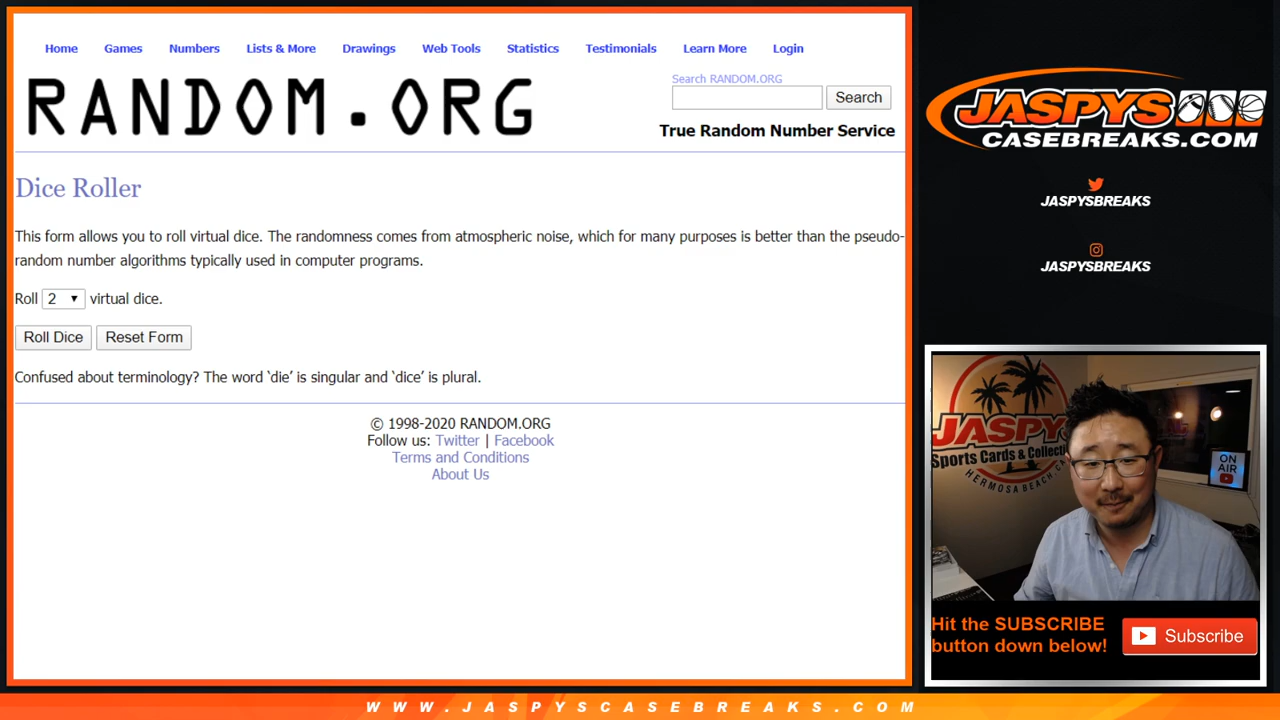 Home Games Numbers Lists & More Drawings Web Tools Statistics Testimonials Learn More Login
RANDOM.ORG
Search RANDOM.ORG
Search
True Random Number Service
Dice Roller
This form allows you to roll virtual dice. The randomness comes from atmospheric noise, which for many purposes is better than the pseudo-
random number algorithms typically used in computer programs.
Roll 2 virtual dice.
Roll Dice Reset Form
Confused about terminology? The word ‘die’ is singular and ‘dice’ is plural.
© 1998-2020 RANDOM.ORG
Follow us: Twitter | Facebook
Terms and Conditions
About Us
JASPYS
CASEBREAKS.COM
JASPYSBREAKS
JASPYSBREAKS
JASPYS
Sports Cards & Collecti
HERMOSA BEACH, CA
ON
AIR
Hit the SUBSCRIBE
button down below!
Subscribe
WWW.JASPYSCASEBREAKS.COM